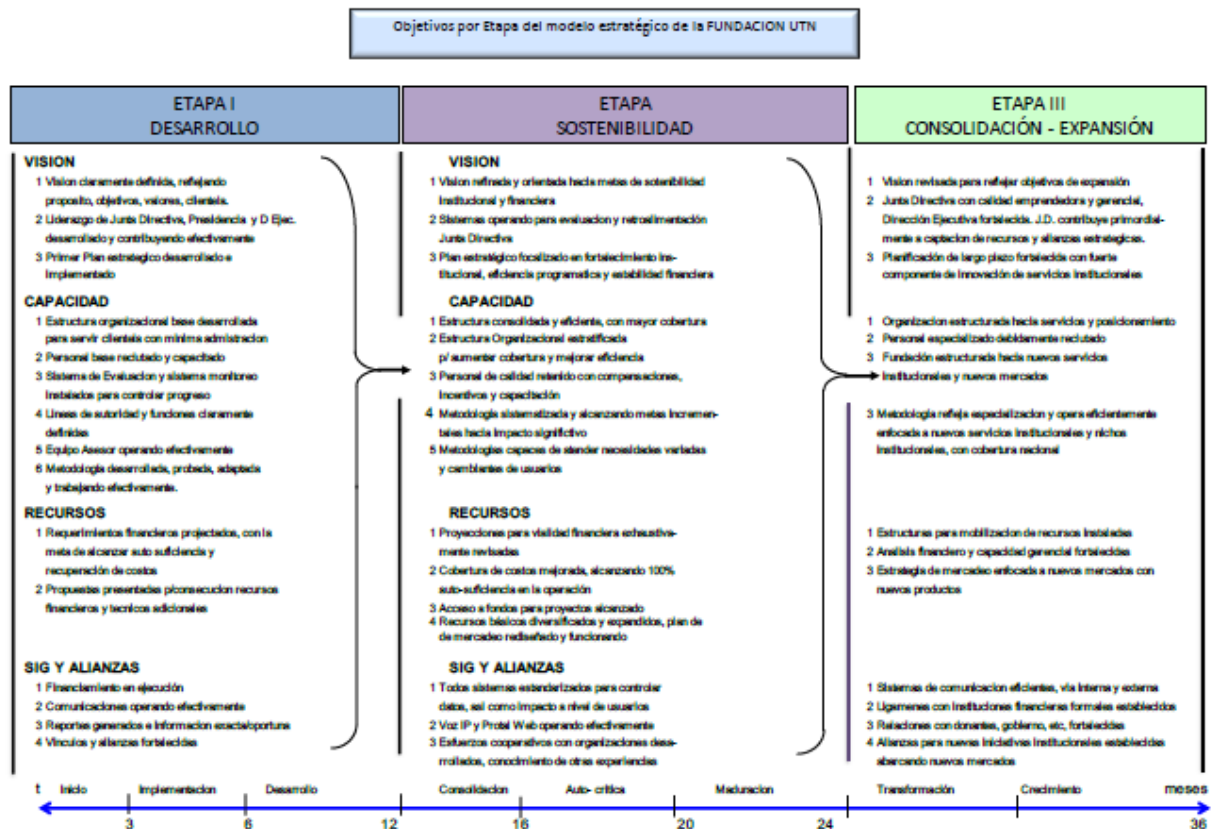 Objetivos por Etapa del modelo estratégico de la FUNDACION UTN
ETAPA I
DESARROLLO
VISION
1 Vision claramente definida, reflejando
proposito, objetivos, valores, clientela.
2 Liderazgo de Junta Directiva, Presidencia y D Ejec.
desarrollado y contribuyendo efectivamente
3 Primer Plan estrategico desarrollado e
implementado
CAPACIDAD
1 Estructura organizacional base desarrollada
para servir clientela con minima admistracion
2 Personal base reclutado y capacitado
3 Sistema de Evaluacion y sistema monitoreo
instalados para controlar progreso
4 Lineas de autoridad y funciones claramente
definidas
5 Equipo Asesor operando efectivamente
6 Metodologia desarrollada, probada, adaptada
y trabajando efectivamente.
RECURSOS
1 Requerimientos financieros projectados, con la
meta de alcanzar auto suficiencia y
recuperación de costos
2 Propuestas presentadas p/consecucion recursos
financieros y tecnicos adicionales
SIG Y ALIANZAS
1 Financiamiento en ejecución
2 Comunicaciones operando efectivamente
3 Reportes generados e informacion exacta/oportuna
4 Vinculos y alianzas fortalecidas
ETAPA
SOSTENIBILIDAD
VISION
1 Vision refinada y orientada hacia metas de sotenibilidad
institucional y financiera
2 Sistemas operando para evaluacion y retroalimentación
Junta Directiva
3 Plan estratégico focalizado en fortalecimiento ins-
titucional, eficiencia programatica y estabilidad financiera
CAPACIDAD
1 Estructura consolidada y eficiente, con mayor cobertura
2 Estructura Organizacional estratificada
p/ aumentar cobertura y mejorar eficiencia
3 Personal de calidad retenido con compensaciones,
incentivos y capacitación
4 Metodologia sistematizada y alcanzando metas incremen-
tales hacia impacto significtivo
5 Metodologias capaces de atender necesidades variadas
y cambiantes de usuarios
RECURSOS
1 Proyecciones para vialidad financiera exhaustiva-
mente revisadas
2 Cobertura de costos mejorada, alcanzando 100%
auto-suficiencia en la operación
3 Acceso a fondos para proyectos alcanzado
4 Recursos básicos diversificados y expandidos, plan de
de mercadeo rediseñado y funcionando
SIG Y ALIANZAS
1 Todos sistemas estandarizados para controlar
datos, asi como impacto a nivel de usuarios
2 Voz IP y Protal Web operando efectivamente
3 Esfuerzos cooperativos con organizaciones desa-
rrollados, conocimiento de otras experiencias
ETAPA III
CONSOLIDACIÓN - EXPANSIÓN
1 Vision revisada para reflejar objetivos de expansión
2 Junta Directiva con calidad emprendedora y gerencial,
Dirección Ejecutiva fortalecida. J.D. contribuye primordial-
mente a captacion de recursos y alianzas estrategicas.
3 Planificación de largo plazo fortalecida con fuerte
componente de innovación de servicios institucionales
1 Organizacion estructurada hacia servicios y posicionamiento
2 Personal especializado debidamente reclutado
3 Fundación estructurada hacia nuevos servicios
institucionales y nuevos mercados
3 Metodologia refleja especializacion y opera eficientemente
enfocada a nuevos servicios institucionales y nichos
institucionales, con cobertura nacional
1 Estructuras para mobilizacion de recursos instaladas
2 Analisis financiero y capacidad gerencial fortalecidas
3 Estrategia de mercadeo enfocada a nuevos mercados con
nuevos productos
1 Sistemas de comunicacion eficientes, via interna y externa
2 Ligamenes con instituciones financieras formales establecidos
3 Relaciones con donantes, gobierno, etc, fortalecidas
4 Alianzas para nuevas iniciativas institucionales establecidas
abarcando nuevos mercados
t Inicio Implementacion Desarrollo Consolidacion Auto- critica Maduracion Transformación Crecimiento meses
3 6 12 16 20 24 36